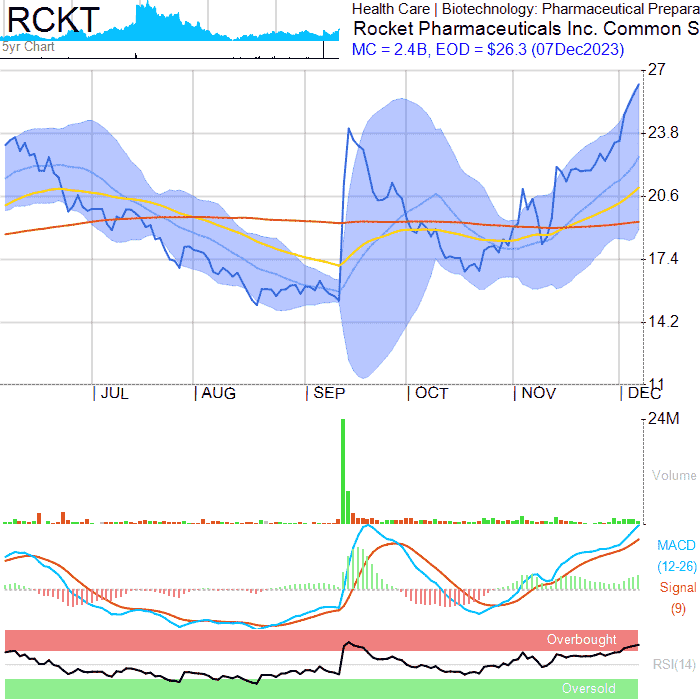 RCKT
5yr Chart
Health Care | Biotechnology: Pharmaceutical Prepara
Rocket Pharmaceuticals Inc. Common S
MC = 2.4B, EOD = $26.3 (07Dec2023)
27
23.8
20.6
17.4
14.2
11
JUL AUG SEP OCT NOV DEC
24M
Volume
MACD
(12-26)
Signal
(9)
Overbought
RSI(14)
Oversold